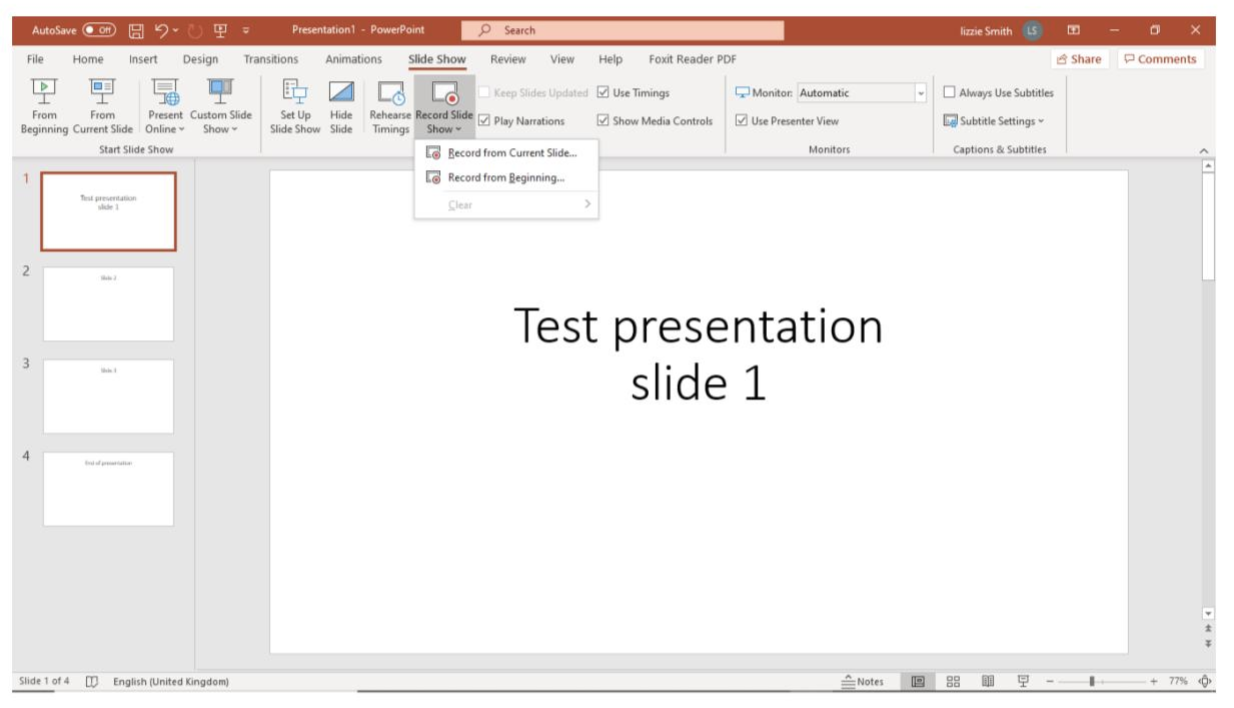 AutoSave Off Presentation1 - PowerPoint Search lizzie Smith LS
File Home Insert Design Transitions Animations Slide Show Review View Help Foxit Reader PDF Share Comments
From Beginning
From Current Slide
Present Online
Custom Slide Show
Start Slide Show
Set Up Slide Show
Hide Slide
Rehearse Timings
Record Slide Show
Keep Slides Updated
Use Timings
Play Narrations
Show Media Controls
Monitor: Automatic
Use Presenter View
Monitors
Always Use Subtitles
Subtitle Settings
Captions & Subtitles
Record from Current Slide...
Record from Beginning...
Clear
1
Test presentation
slide 1
2
Slide 2
3
4
Test presentation
slide 1
Slide 1 of 4 English (United Kingdom) Notes 77%